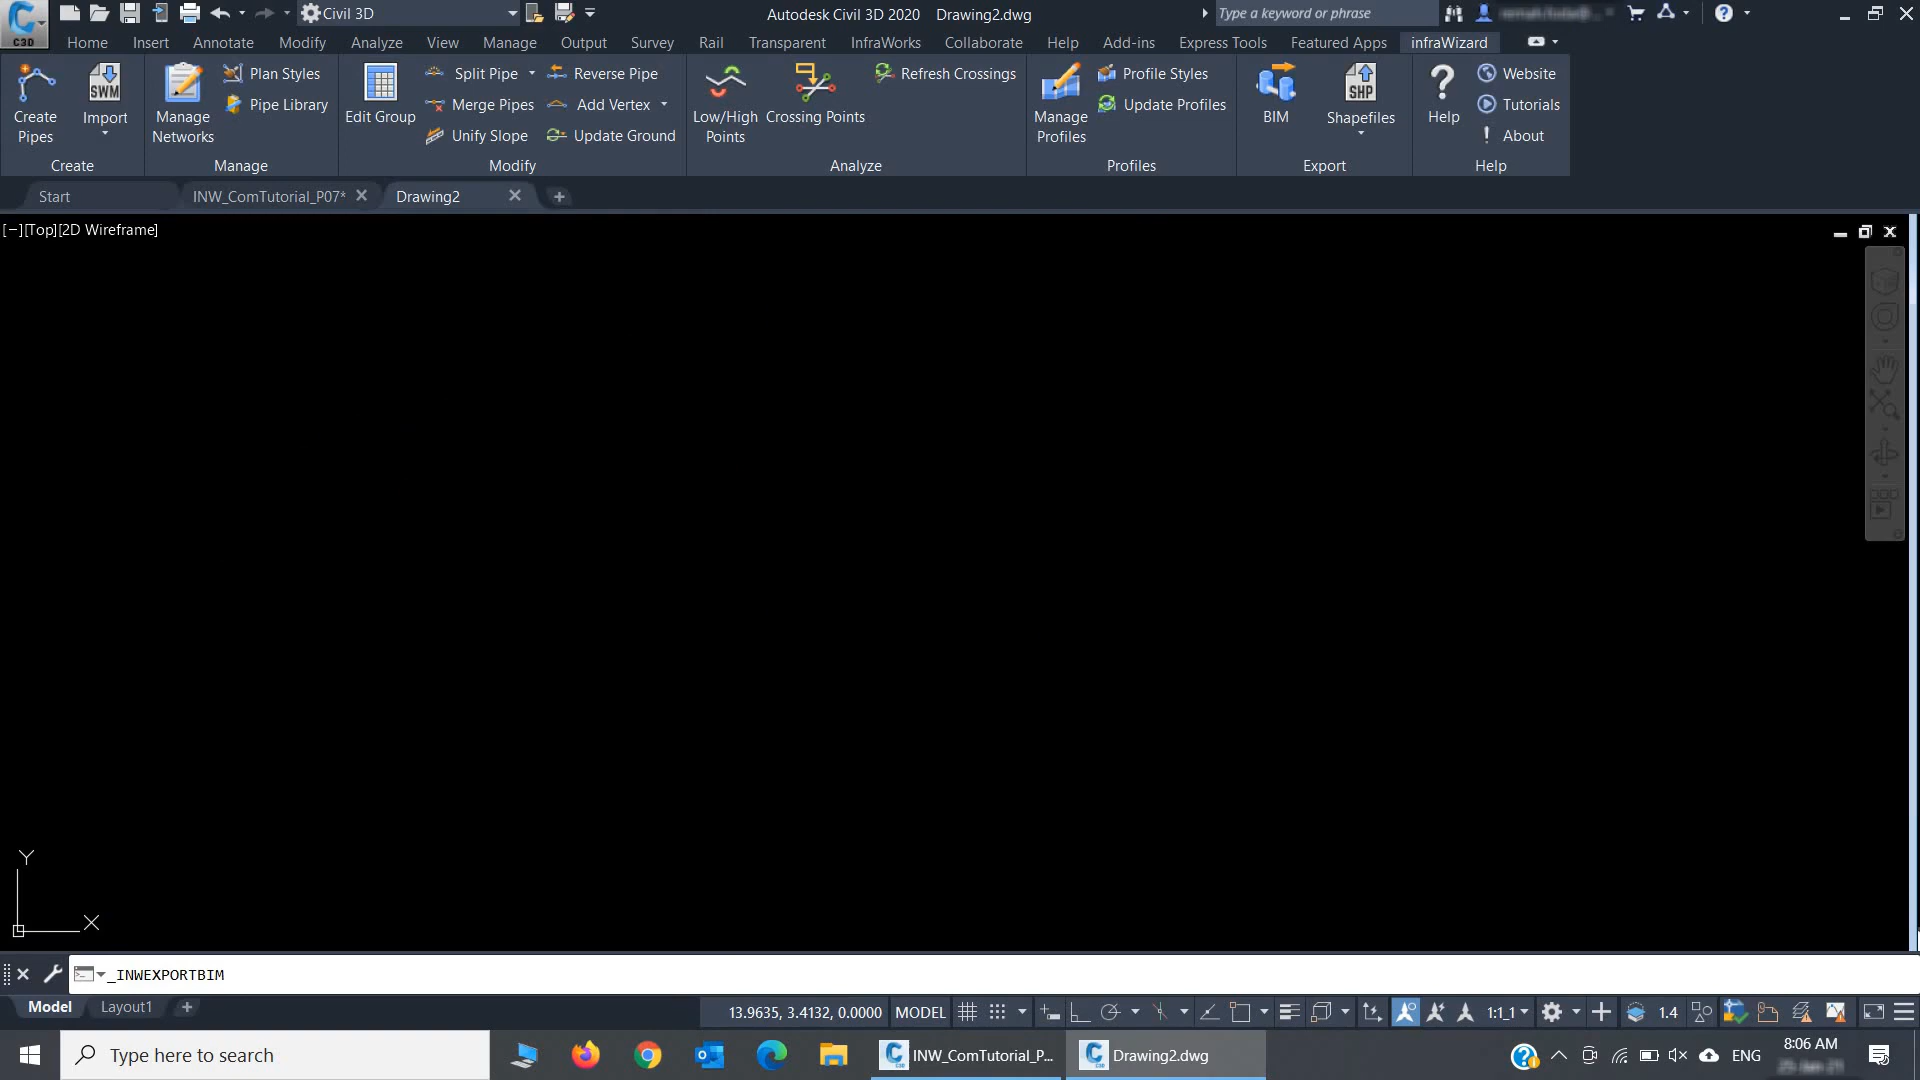 C3D
Civil 3D
Autodesk Civil 3D 2020 Drawing2.dwg
Type a keyword or phrase
Home Insert Annotate Modify Analyze View Manage Output Survey Rail Transparent InfraWorks Collaborate Help Add-ins Express Tools Featured Apps infraWizard
Create Pipes
SWM
Import
Create
Manage Networks
Plan Styles
Pipe Library
Manage
Edit Group
Split Pipe
Merge Pipes
Unify Slope
Reverse Pipe
Add Vertex
Update Ground
Modify
Low/High Points
Crossing Points
Refresh Crossings
Analyze
Manage Profiles
Profile Styles
Update Profiles
Profiles
BIM
SHP
Shapefiles
Export
Help
Website
Tutorials
About
Help
Start INW_ComTutorial_P07* Drawing2
[−][Top][2D Wireframe]
Y
X
_INWEXPORTBIM
Model Layout1
13.9635, 3.4132, 0.0000 MODEL 1:1_1 1.4
Type here to search
C3D INW_ComTutorial_P...
C3D Drawing2.dwg
ENG
8:06 AM